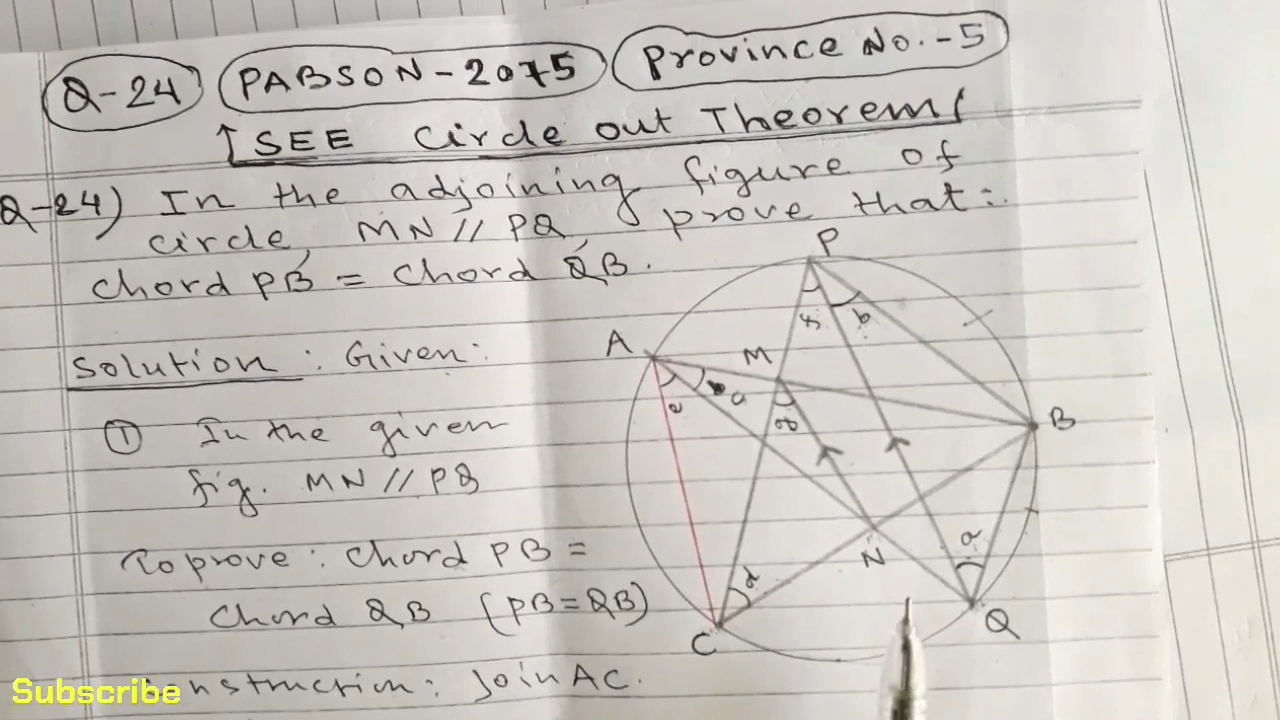 Q-24 PABSON-2075 Province No.-5
SEE Circle out Theorem
Q-24) In the adjoining figure of
circle, MN // PQ, prove that:
chord PB = chord QB.
P
A
M
b
B
a
Solution: Given:
① In the given
fig. MN // PQ
N
a
To prove: Chord PB =
Chord QB (PB=QB)
C
Q
Construction: Join AC.
Subscribe